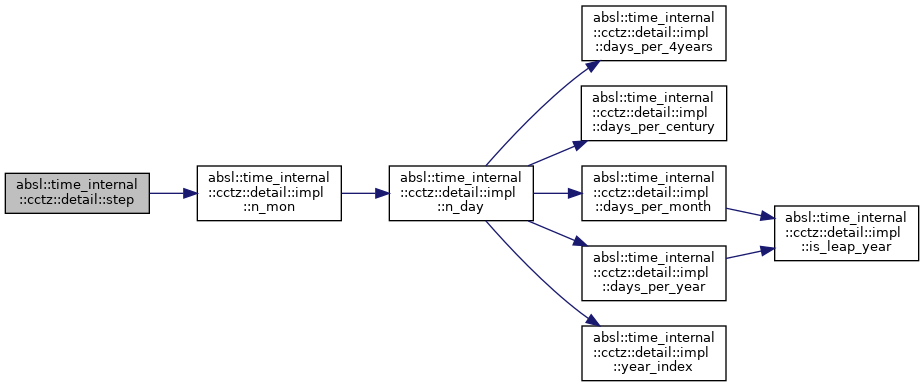 absl::time_internal
::cctz::detail::step
absl::time_internal
::cctz::detail::impl
::n_mon
absl::time_internal
::cctz::detail::impl
::n_day
absl::time_internal
::cctz::detail::impl
::days_per_4years
absl::time_internal
::cctz::detail::impl
::days_per_century
absl::time_internal
::cctz::detail::impl
::days_per_month
absl::time_internal
::cctz::detail::impl
::days_per_year
absl::time_internal
::cctz::detail::impl
::year_index
absl::time_internal
::cctz::detail::impl
::is_leap_year